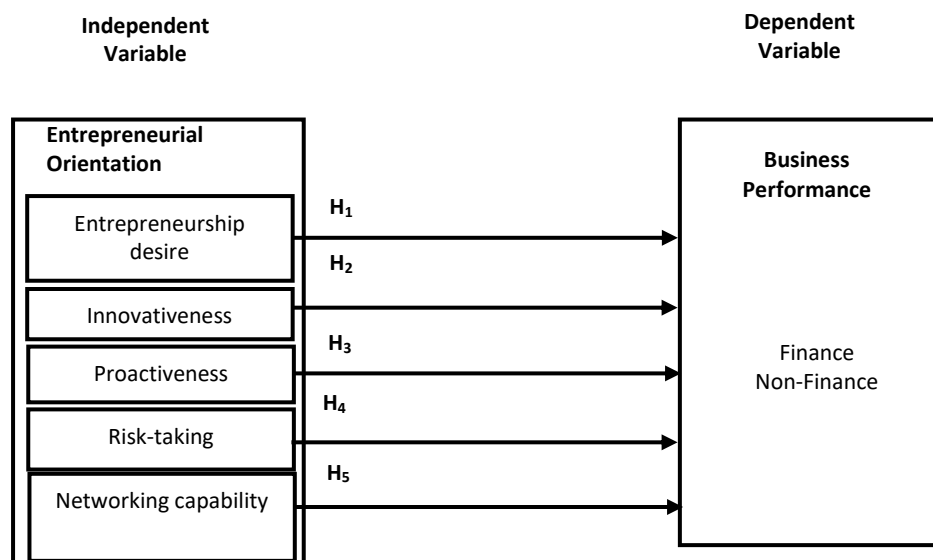 Independent
Variable
Dependent
Variable
Entrepreneurial
Orientation
Entrepreneurship
desire
Innovativeness
Proactiveness
Risk-taking
Networking capability
H₁
H₂
H₃
H₄
H₅
Business
Performance
Finance
Non-Finance